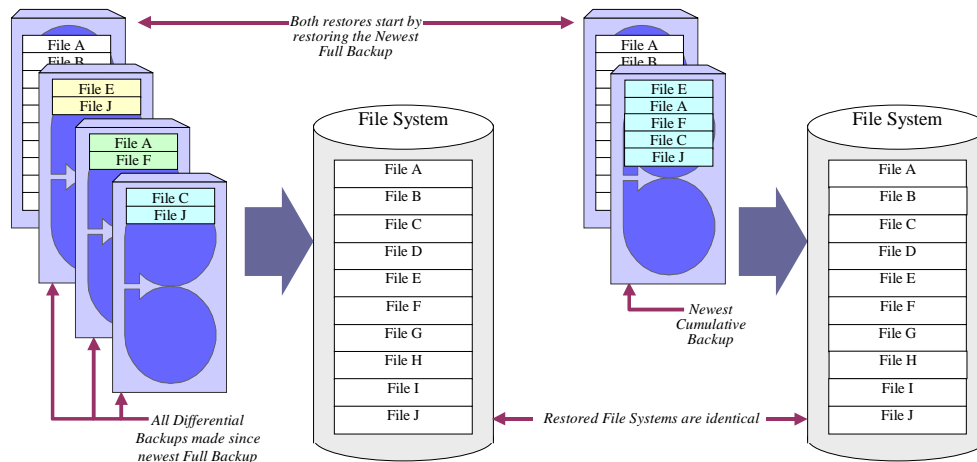 Both restores start by
restoring the Newest
Full Backup
File A
File B
File E
File J
File A
File F
File C
File J
File System
File A
File B
File C
File D
File E
File F
File G
File H
File I
File J
All Differential
Backups made since
newest Full Backup
File A
File B
File E
File A
File F
File C
File J
Newest
Cumulative
Backup
File System
File A
File B
File C
File D
File E
File F
File G
File H
File I
File J
Restored File Systems are identical